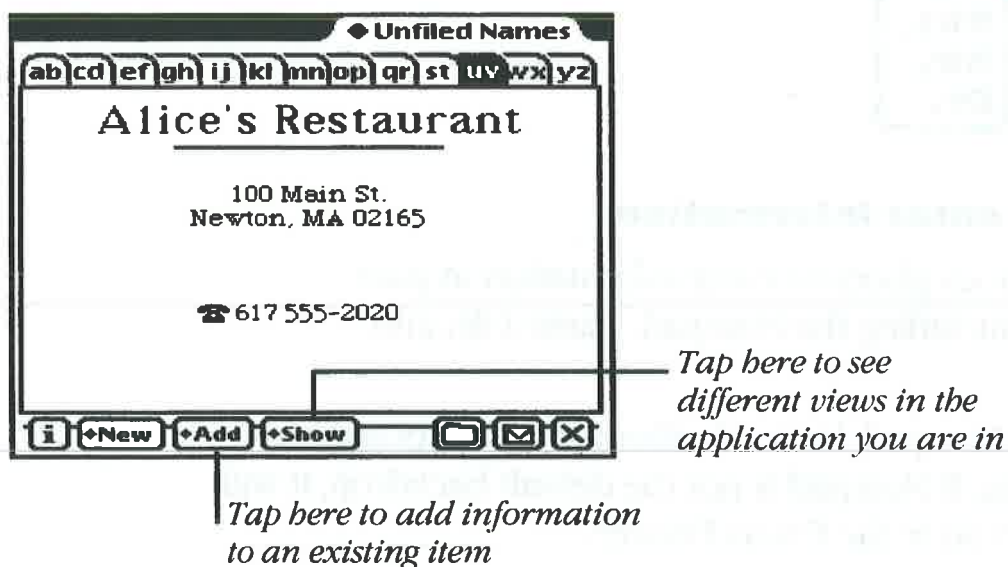 Unfiled Names
ab cd ef gh ij kl mn op qr st uv wx yz
Alice's Restaurant
100 Main St.
Newton, MA 02165
617 555-2020
i New Add Show X
Tap here to see
different views in the
application you are in
Tap here to add information
to an existing item